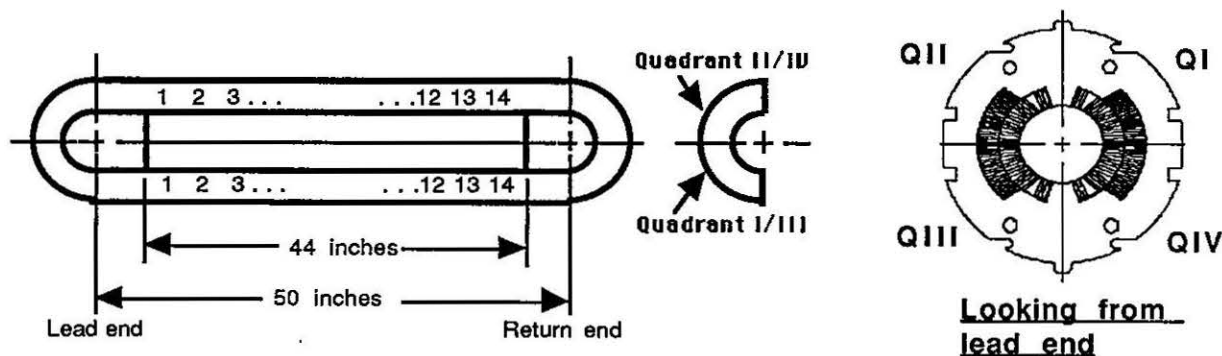 1 2 3 . . . . . . 12 13 14
1 2 3 . . . . . . 12 13 14
44 inches
50 inches
Lead end
Return end
Quadrant II/IV
Quadrant I/III
QII
QI
QIII
QIV
Looking from
lead end